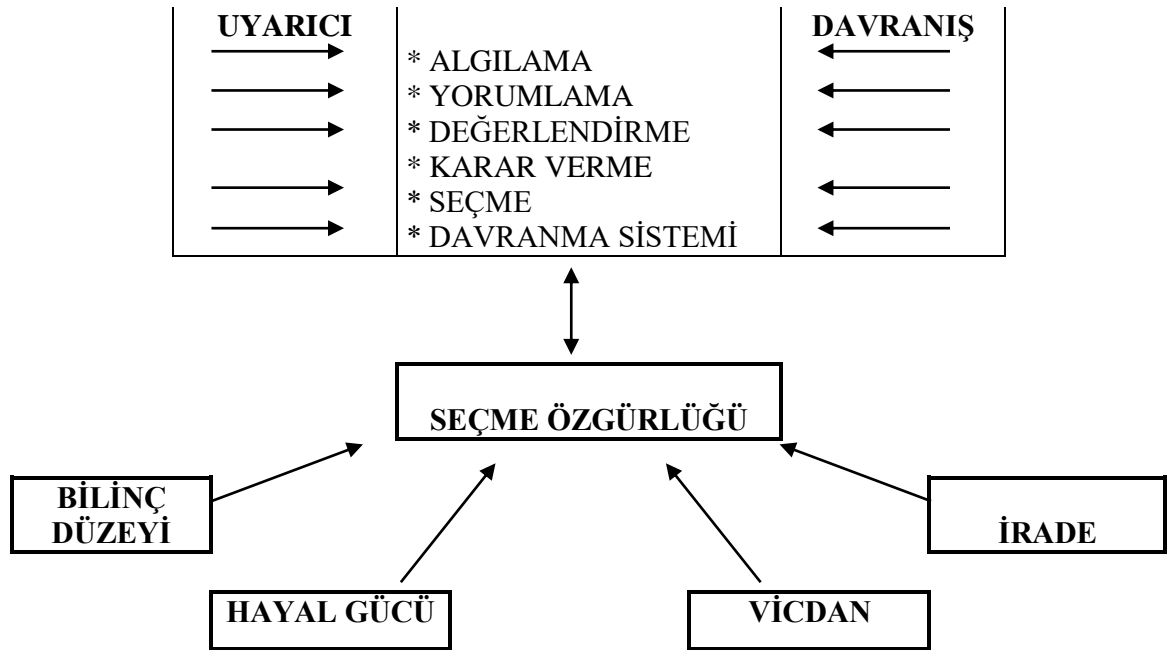 UYARICI
DAVRANIŞ
* ALGILAMA
* YORUMLAMA
* DEĞERLENDİRME
* KARAR VERME
* SEÇME
* DAVRANMA SİSTEMİ
SEÇME ÖZGÜRLÜĞÜ
BİLİNÇ
DÜZEYİ
İRADE
HAYAL GÜCÜ
VİCDAN